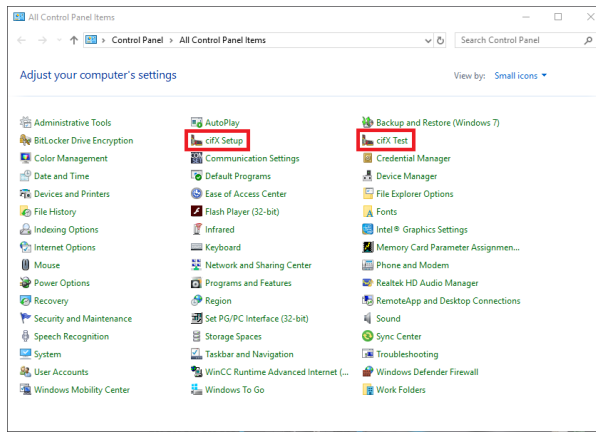 All Control Panel Items
Control Panel > All Control Panel Items
Search Control Panel
Adjust your computer's settings
View by: Small icons
Administrative Tools
AutoPlay
Backup and Restore (Windows 7)
BitLocker Drive Encryption
cifX Setup
cifX Test
Color Management
Communication Settings
Credential Manager
Date and Time
Default Programs
Device Manager
Devices and Printers
Ease of Access Center
File Explorer Options
File History
Flash Player (32-bit)
Fonts
Indexing Options
Infrared
Intel® Graphics Settings
Internet Options
Keyboard
Memory Card Parameter Assignmen...
Mouse
Network and Sharing Center
Phone and Modem
Power Options
Programs and Features
Realtek HD Audio Manager
Recovery
Region
RemoteApp and Desktop Connections
Security and Maintenance
Set PG/PC Interface (32-bit)
Sound
Speech Recognition
Storage Spaces
Sync Center
System
Taskbar and Navigation
Troubleshooting
User Accounts
WinCC Runtime Advanced Internet (...
Windows Defender Firewall
Windows Mobility Center
Windows To Go
Work Folders